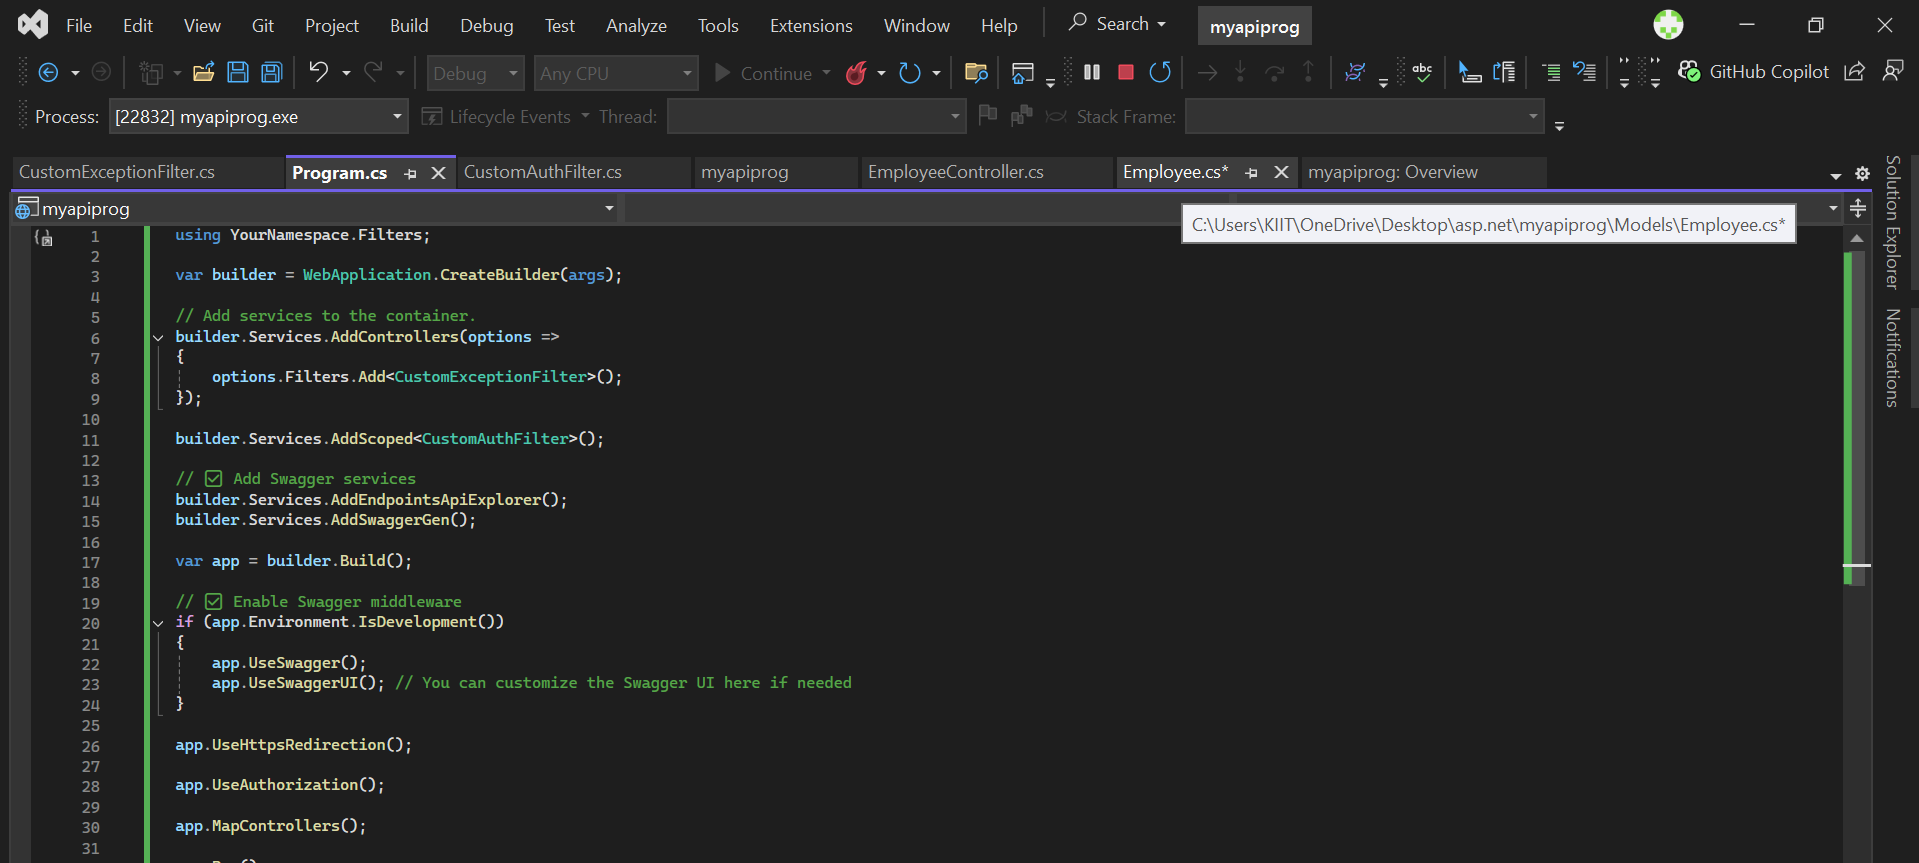 File Edit View Git Project Build Debug Test Analyze Tools Extensions Window Help Search myapiprog
Debug Any CPU Continue abc GitHub Copilot
Process: [22832] myapiprog.exe Lifecycle Events Thread: Stack Frame:
CustomExceptionFilter.cs Program.cs CustomAuthFilter.cs myapiprog EmployeeController.cs Employee.cs* myapiprog: Overview
myapiprog
C:\Users\KIIT\OneDrive\Desktop\asp.net\myapiprog\Models\Employee.cs*
Solution Explorer
Notifications
1 using YourNamespace.Filters;
2
3 var builder = WebApplication.CreateBuilder(args);
4
5 // Add services to the container.
6 builder.Services.AddControllers(options =>
7 {
8 options.Filters.Add<CustomExceptionFilter>();
9 });
10
11 builder.Services.AddScoped<CustomAuthFilter>();
12
13 // ✅ Add Swagger services
14 builder.Services.AddEndpointsApiExplorer();
15 builder.Services.AddSwaggerGen();
16
17 var app = builder.Build();
18
19 // ✅ Enable Swagger middleware
20 if (app.Environment.IsDevelopment())
21 {
22 app.UseSwagger();
23 app.UseSwaggerUI(); // You can customize the Swagger UI here if needed
24 }
25
26 app.UseHttpsRedirection();
27
28 app.UseAuthorization();
29
30 app.MapControllers();
31